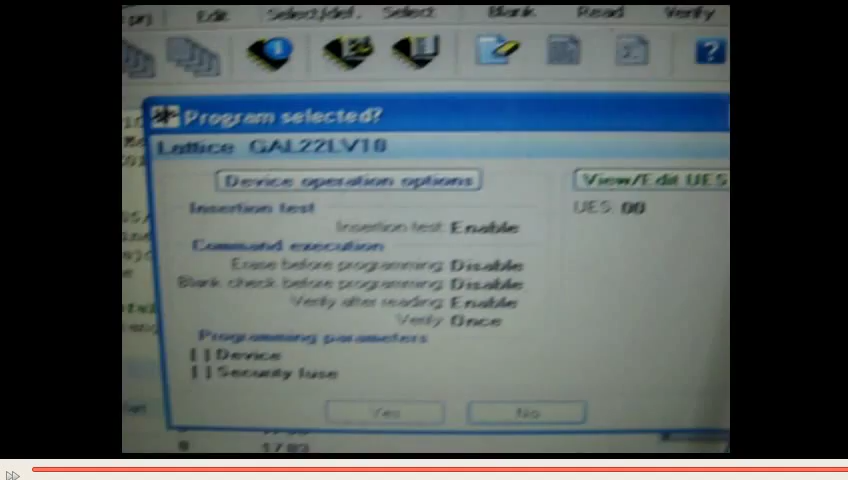 Edit Select/def. Select Blank Read Verify
Program selected?
Lattice GAL22LV10
Device operation options
View/Edit UES
Insertion test
UES: 00
Insertion test: Enable
Command execution
Erase before programming: Disable
Blank check before programming: Disable
Verify after reading: Enable
Verify: Once
Programming parameters
[ ] Device
[ ] Security fuse
Yes No